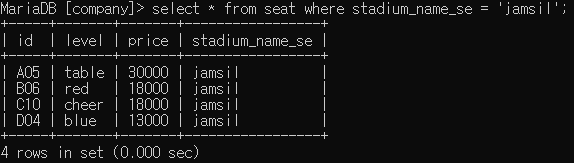 MariaDB [company]> select * from seat where stadium_name_se = 'jamsil';
+-----+-------+-------+-----------------+
| id  | level | price | stadium_name_se |
+-----+-------+-------+-----------------+
| A05 | table | 30000 | jamsil          |
| B06 | red   | 18000 | jamsil          |
| C10 | cheer | 18000 | jamsil          |
| D04 | blue  | 13000 | jamsil          |
+-----+-------+-------+-----------------+
4 rows in set (0.000 sec)